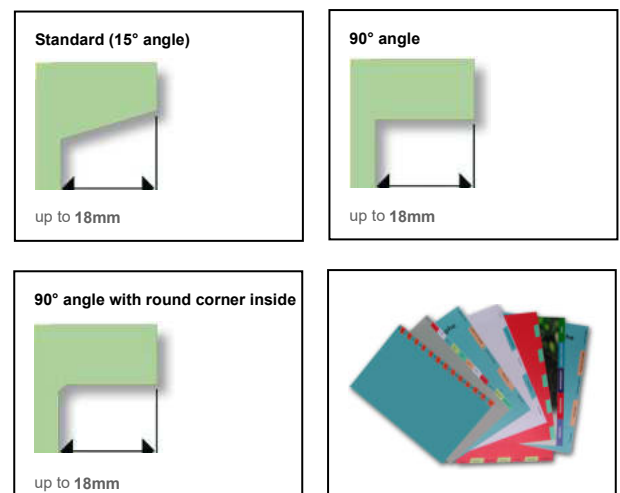 Standard (15° angle)
up to 18mm
90° angle
up to 18mm
90° angle with round corner inside
up to 18mm